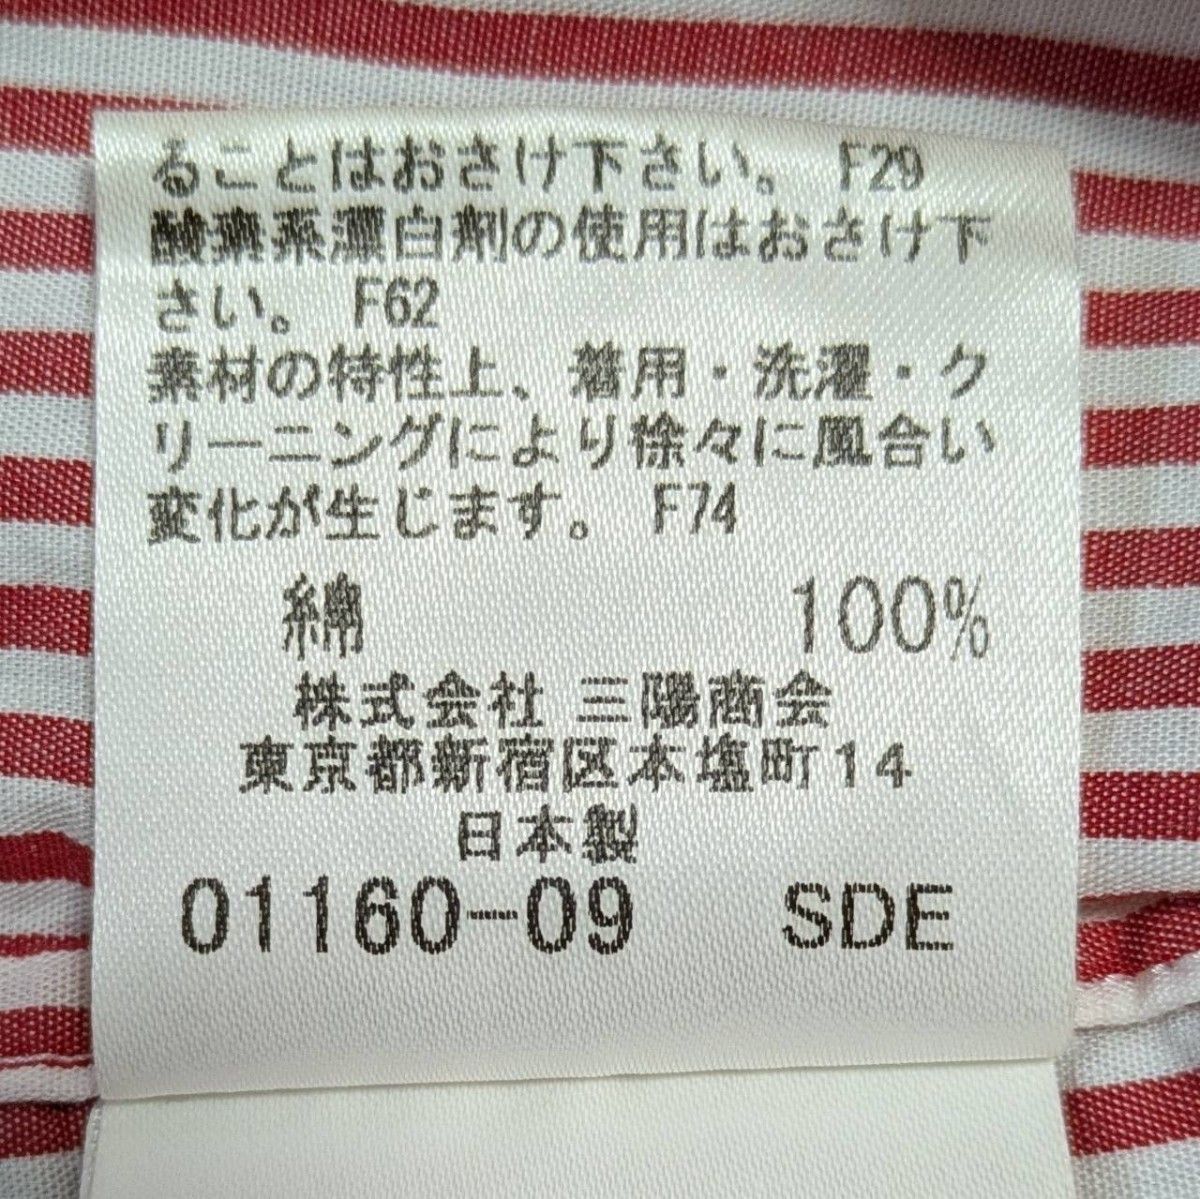 ることはおさけ下さい。 F29
酸素系漂白剤の使用はおさけ下
さい。 F62
素材の特性上、着用・洗濯・ク
リーニングにより徐々に風合い
変化が生じます。 F74
綿 100%
株式会社 三陽商会
東京都新宿区本塩町14
日本製
01160-09 SDE